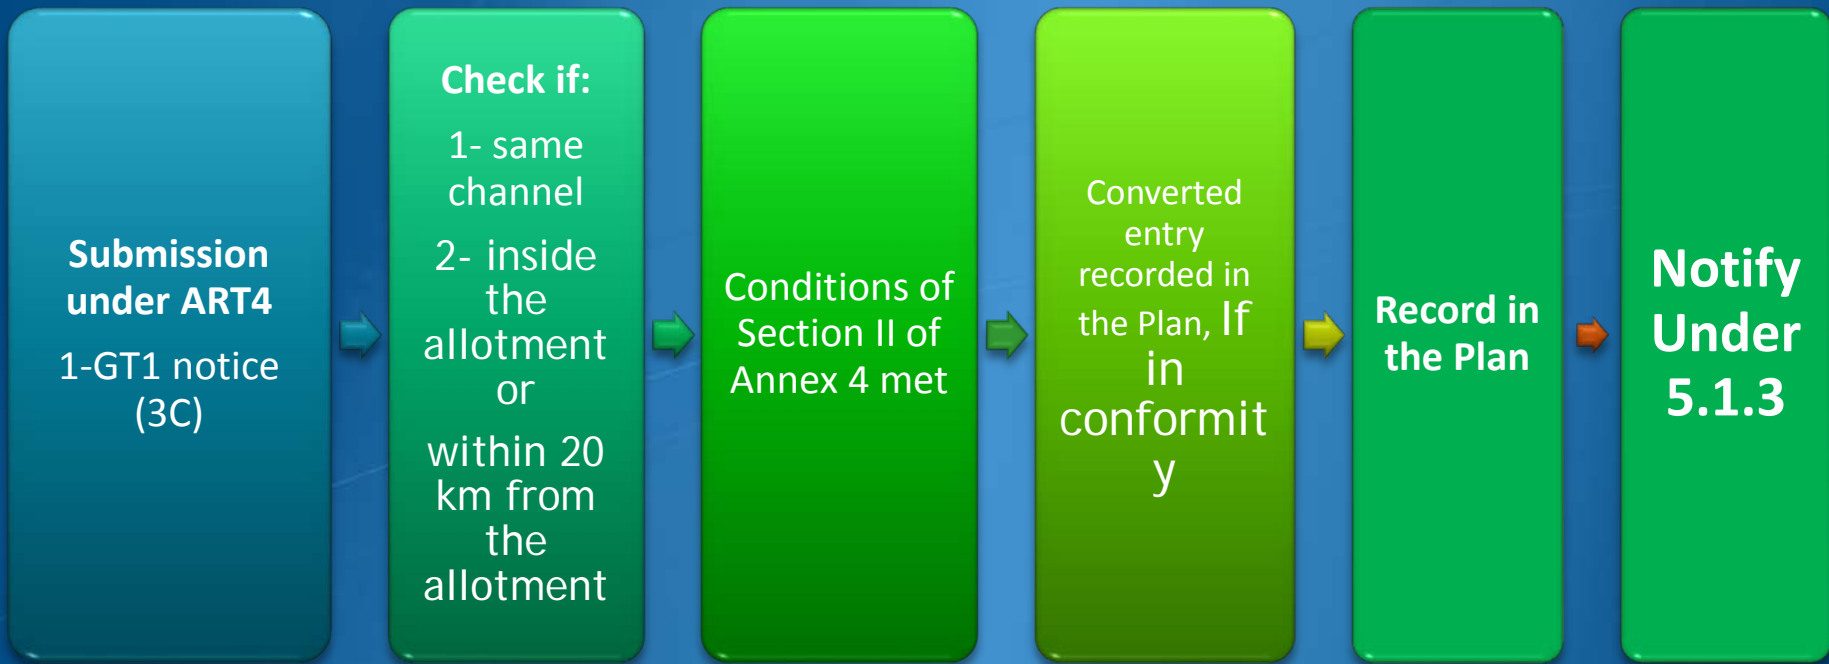 Submission
under ART4
1-GT1 notice
(3C)
Check if:
1- same
channel
2- inside
the
allotment
or
within 20
km from
the
allotment
Conditions of
Section II of
Annex 4 met
Converted
entry
recorded in
the Plan, If
in
conformit
y
Record in
the Plan
Notify
Under
5.1.3